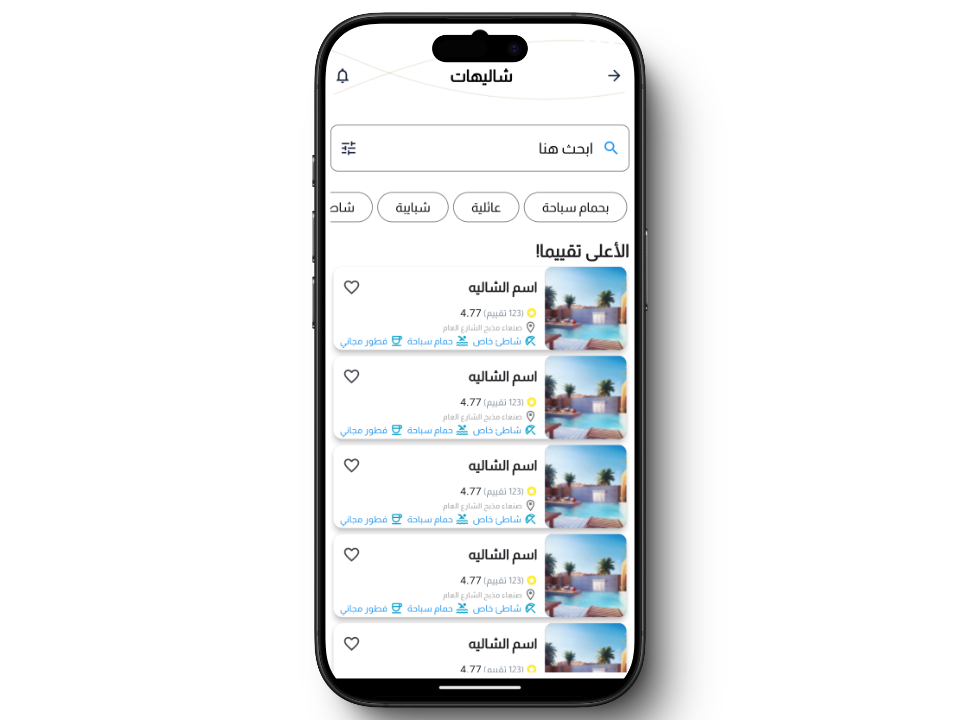 شاليهات
ابحث هنا
بحمام سباحة عائلية شبابية شاط
الأعلى تقييما!
اسم الشاليه
4.77 (123 تقييم)
صنعاء مذبح الشارع العام
شاطئ خاص حمام سباحة فطور مجاني
اسم الشاليه
4.77 (123 تقييم)
صنعاء مذبح الشارع العام
شاطئ خاص حمام سباحة فطور مجاني
اسم الشاليه
4.77 (123 تقييم)
صنعاء مذبح الشارع العام
شاطئ خاص حمام سباحة فطور مجاني
اسم الشاليه
4.77 (123 تقييم)
صنعاء مذبح الشارع العام
شاطئ خاص حمام سباحة فطور مجاني
اسم الشاليه
4.77 (123 تقييم)